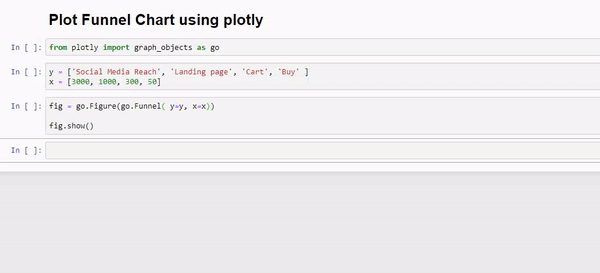 Plot Funnel Chart using plotly
In [ ]: from plotly import graph_objects as go
In [ ]: y = ['Social Media Reach', 'Landing page', 'Cart', 'Buy' ]
x = [3000, 1000, 300, 50]
In [ ]: fig = go.Figure(go.Funnel( y=y, x=x))
fig.show()
In [ ]: